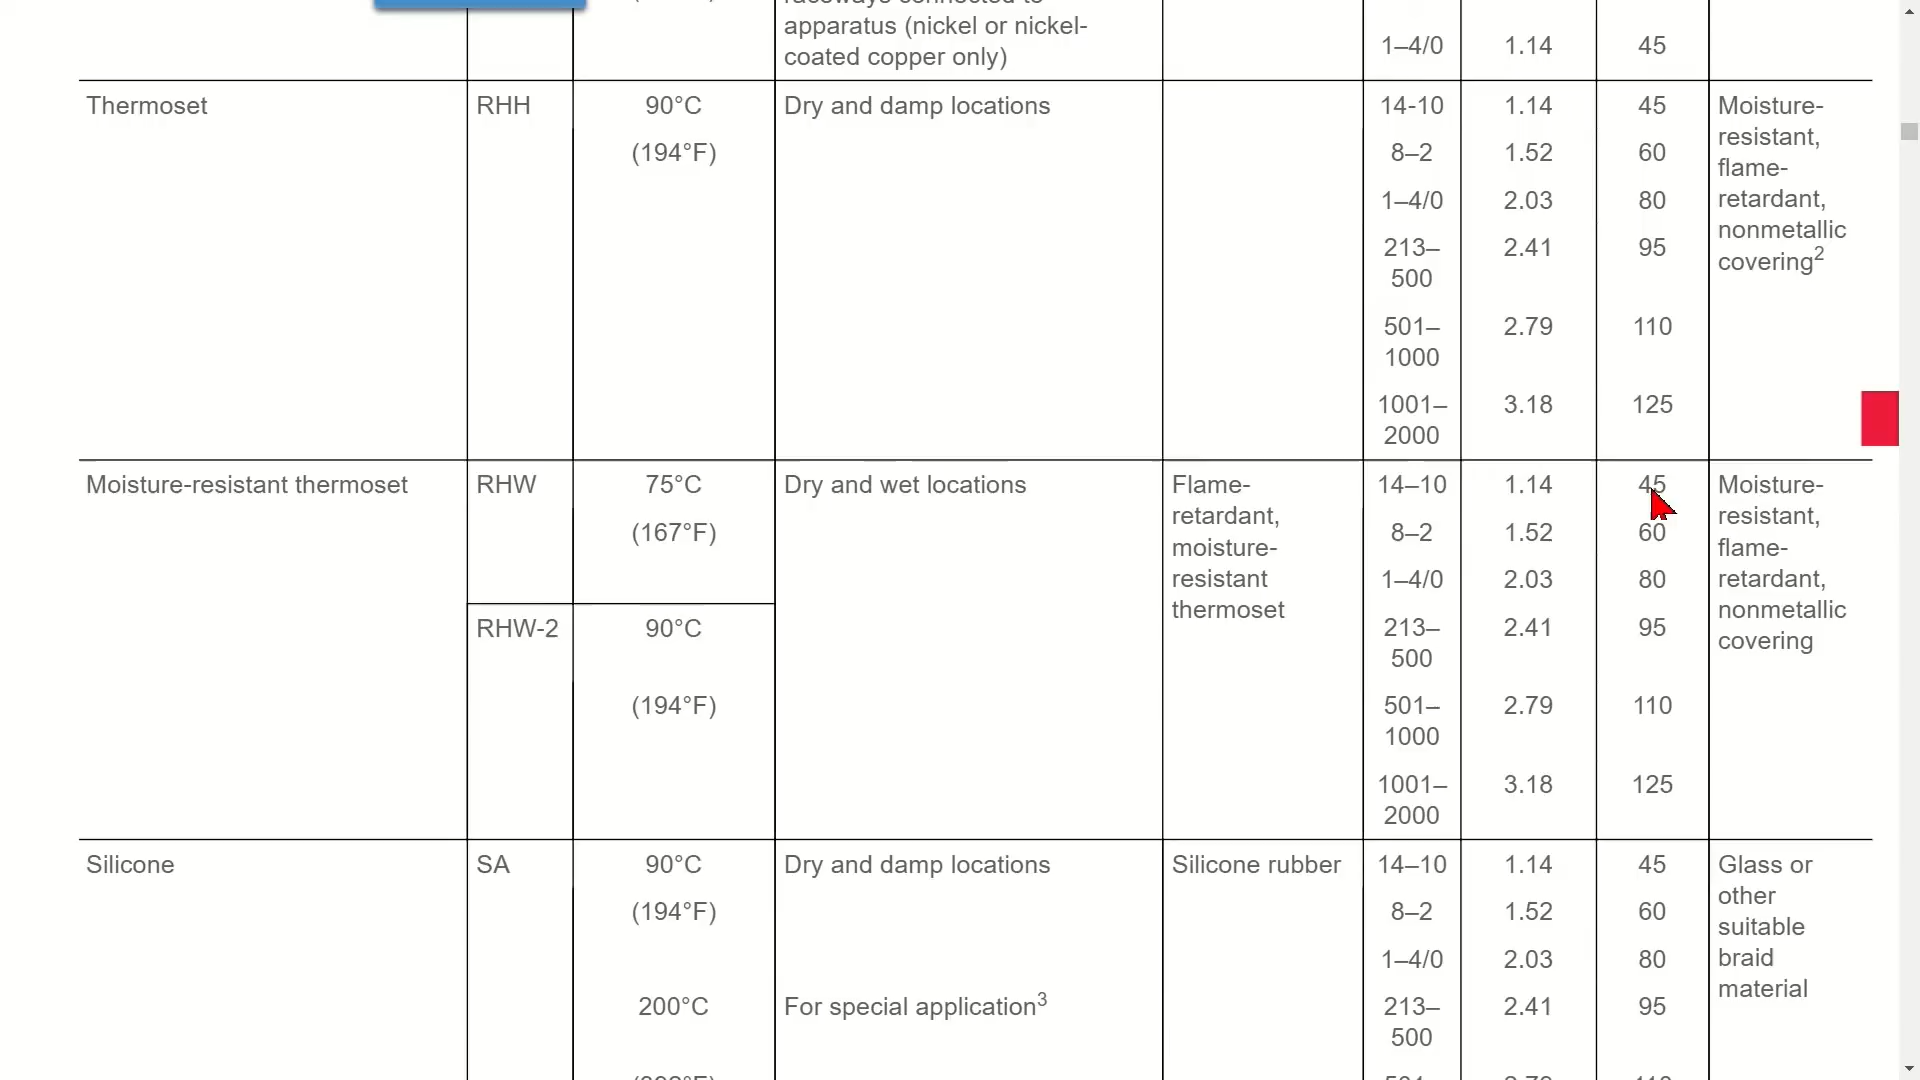 apparatus (nickel or nickel-
coated copper only)
1–4/0 1.14 45
Thermoset RHH 90°C Dry and damp locations 14-10 1.14 45 Moisture-
resistant,
(194°F) 8–2 1.52 60
flame-
1–4/0 2.03 80 retardant,
nonmetallic
213– 2.41 95
covering2
500
501– 2.79 110
1000
1001– 3.18 125
2000
Moisture-resistant thermoset RHW 75°C Dry and wet locations Flame- 14–10 1.14 45 Moisture-
retardant, resistant,
(167°F) 8–2 1.52 60
moisture- flame-
resistant 1–4/0 2.03 80 retardant,
thermoset nonmetallic
RHW-2 90°C 213– 2.41 95
covering
500
(194°F) 501– 2.79 110
1000
1001– 3.18 125
2000
Silicone SA 90°C Dry and damp locations Silicone rubber 14–10 1.14 45 Glass or
other
(194°F) 8–2 1.52 60
suitable
1–4/0 2.03 80 braid
material
200°C For special application3 213– 2.41 95
500